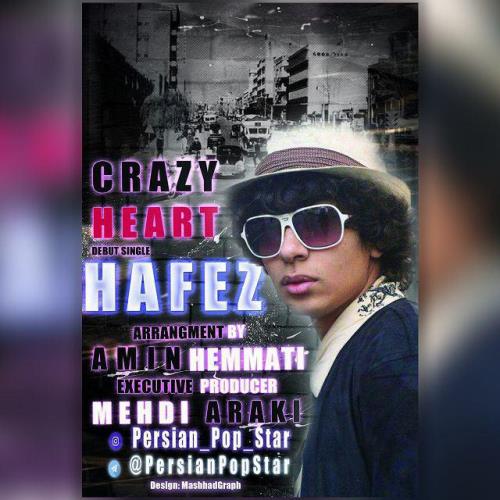 CRAZY
HEART
DEBUT SINGLE
HAFEZ
ARRANGMENT BY
AMIN HEMMATI
EXECUTIVE PRODUCER
MEHDI ARAKI
Persian_Pop_Star
@PersianPopStar
Design: MashhadGraph